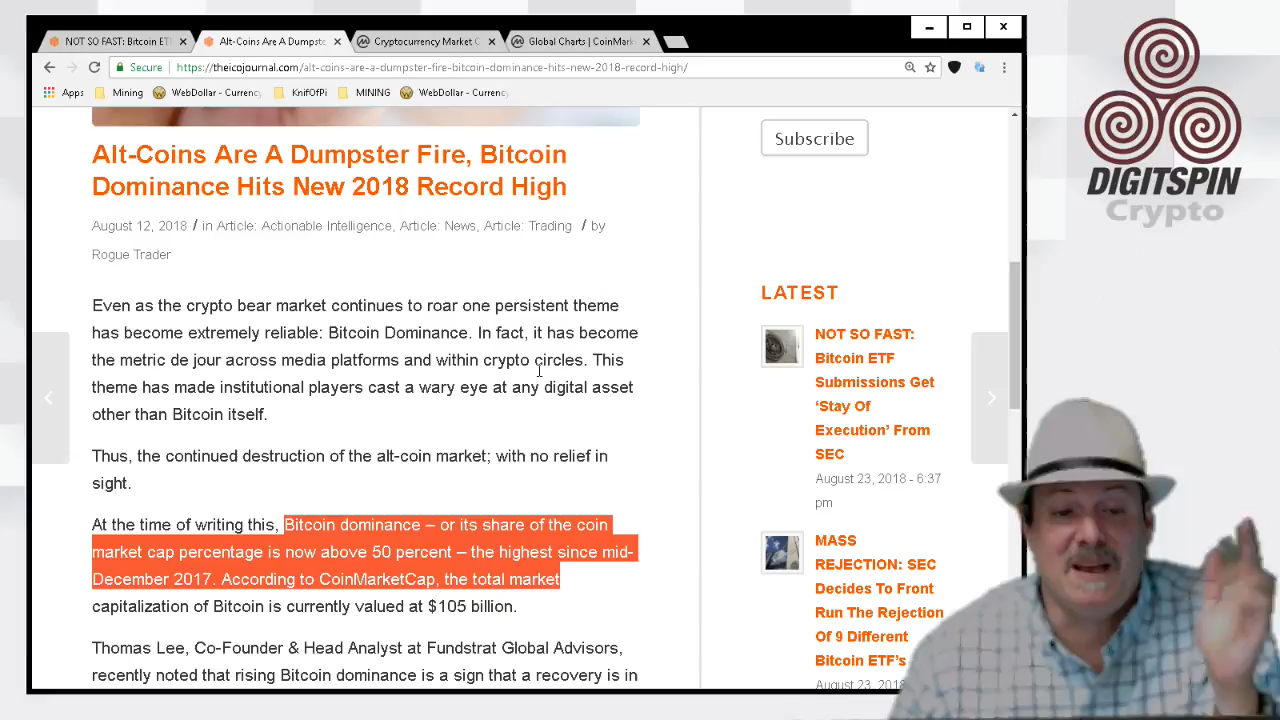 NOT SO FAST: Bitcoin ET
Alt-Coins Are A Dumpste
Cryptocurrency Market C
Global Charts | CoinMark
Secure
https://theicojournal.com/alt-coins-are-a-dumpster-fire-bitcoin-dominance-hits-new-2018-record-high/
Apps
Mining
WebDollar - Currency
KnifOfPi
MINING
WebDollar - Currency
Alt-Coins Are A Dumpster Fire, Bitcoin
Dominance Hits New 2018 Record High
August 12, 2018 / in Article: Actionable Intelligence, Article: News, Article: Trading / by
Rogue Trader
Even as the crypto bear market continues to roar one persistent theme
has become extremely reliable: Bitcoin Dominance. In fact, it has become
the metric de jour across media platforms and within crypto circles. This
theme has made institutional players cast a wary eye at any digital asset
other than Bitcoin itself.
Thus, the continued destruction of the alt-coin market; with no relief in
sight.
At the time of writing this, Bitcoin dominance – or its share of the coin
market cap percentage is now above 50 percent – the highest since mid-
December 2017. According to CoinMarketCap, the total market
capitalization of Bitcoin is currently valued at $105 billion.
Thomas Lee, Co-Founder & Head Analyst at Fundstrat Global Advisors,
recently noted that rising Bitcoin dominance is a sign that a recovery is in
Subscribe
LATEST
NOT SO FAST:
Bitcoin ETF
Submissions Get
‘Stay Of
Execution’ From
SEC
August 23, 2018 - 6:37
pm
MASS
REJECTION: SEC
Decides To Front
Run The Rejection
Of 9 Different
Bitcoin ETF's
August 23, 2018
DIGITSPIN
Crypto